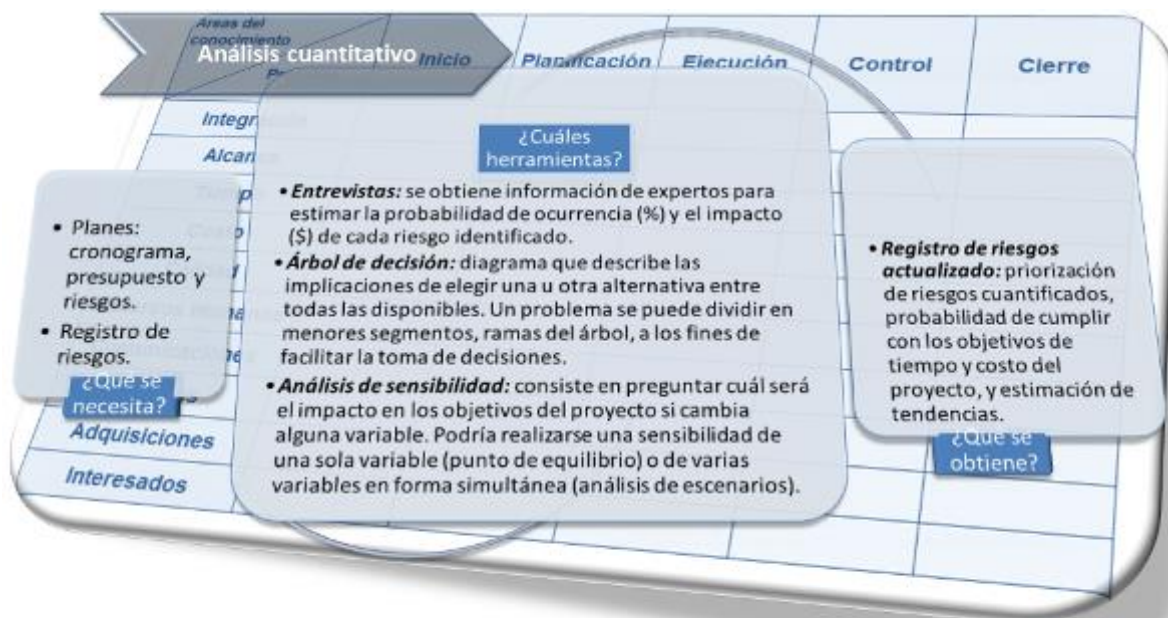 Áreas del
conocimiento
Análisis cuantitativo
Inicio
Planificación
Ejecución
Control
Cierre
¿Cuáles
herramientas?
• Entrevistas: se obtiene información de expertos para
estimar la probabilidad de ocurrencia (%) y el impacto
($) de cada riesgo identificado.
• Árbol de decisión: diagrama que describe las
implicaciones de elegir una u otra alternativa entre
todas las disponibles. Un problema se puede dividir en
menores segmentos, ramas del árbol, a los fines de
facilitar la toma de decisiones.
• Análisis de sensibilidad: consiste en preguntar cuál será
el impacto en los objetivos del proyecto si cambia
alguna variable. Podría realizarse una sensibilidad de
una sola variable (punto de equilibrio) o de varias
variables en forma simultánea (análisis de escenarios).
• Planes:
cronograma,
presupuesto y
riesgos.
• Registro de
riesgos.
¿Qué se
necesita?
Adquisiciones
Interesados
• Registro de riesgos
actualizado: priorización
de riesgos cuantificados,
probabilidad de cumplir
con los objetivos de
tiempo y costo del
proyecto, y estimación de
tendencias.
¿Qué se
obtiene?